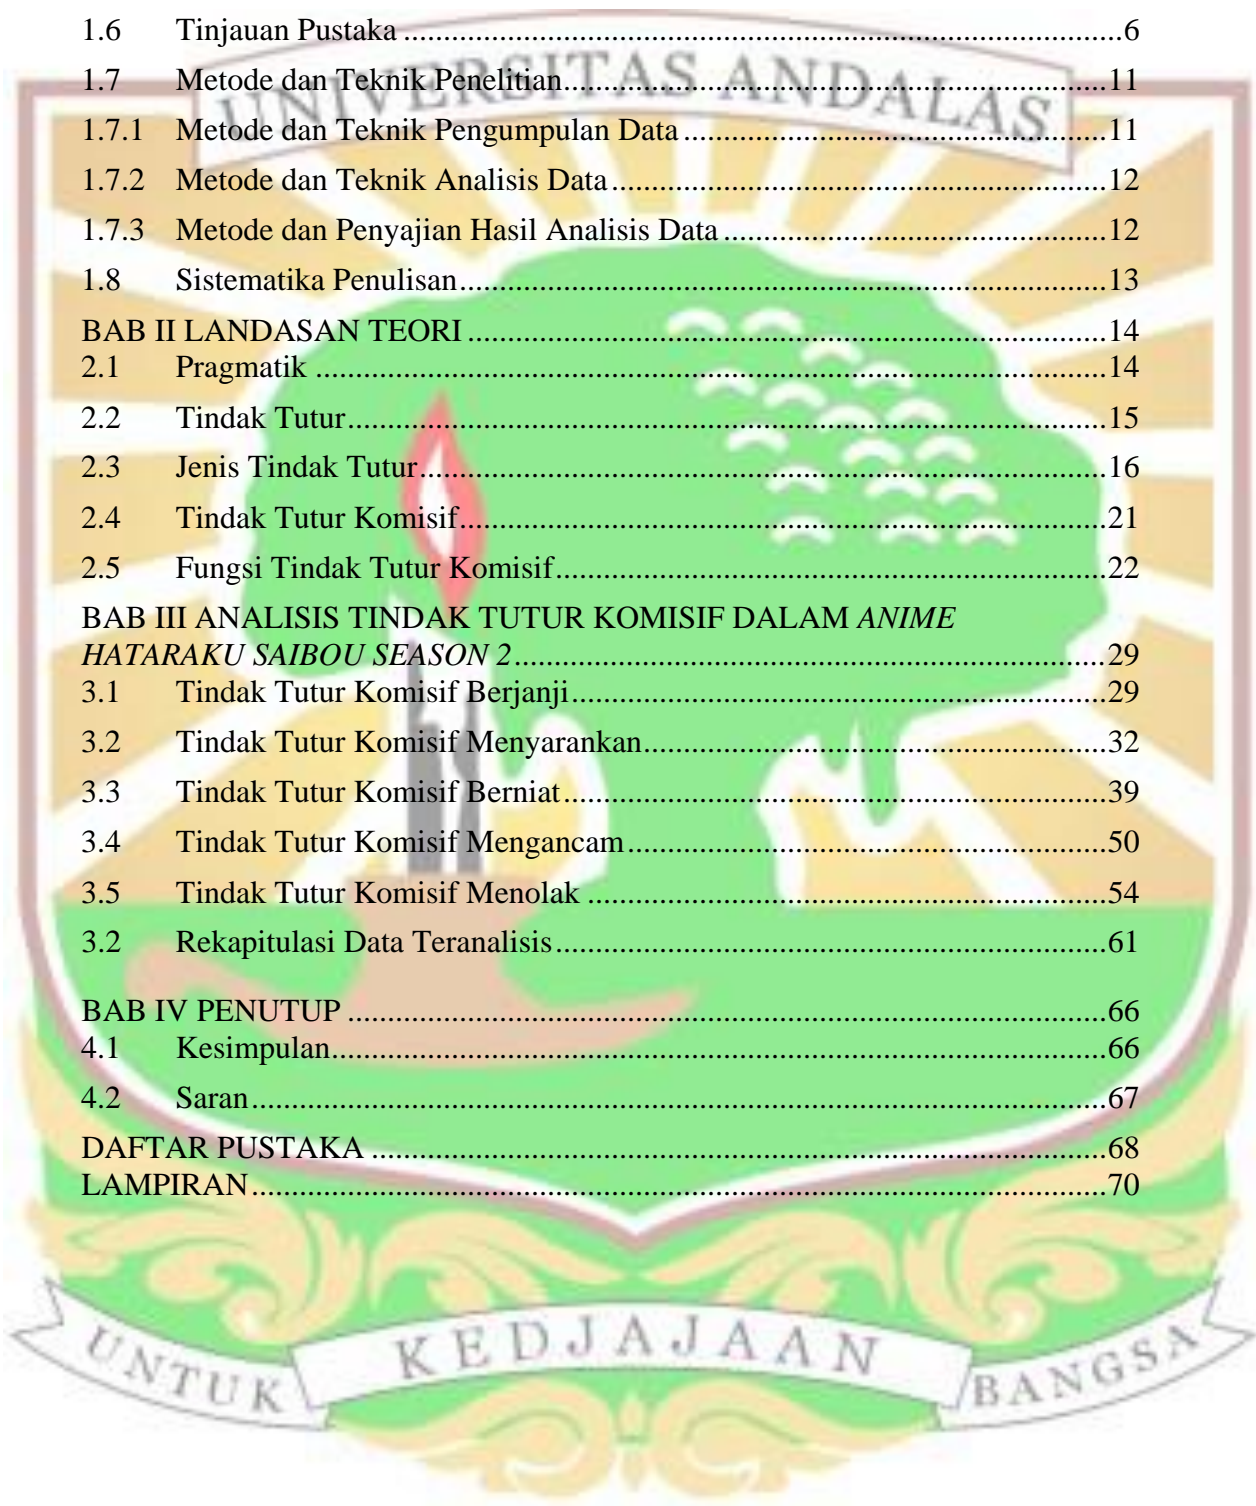 1.6 Tinjauan Pustaka ..........................................................................................6
UNIVERSITAS ANDALAS
1.7 Metode dan Teknik Penelitian.....................................................................11
1.7.1 Metode dan Teknik Pengumpulan Data ......................................................11
1.7.2 Metode dan Teknik Analisis Data...............................................................12
1.7.3 Metode dan Penyajian Hasil Analisis Data .................................................12
1.8 Sistematika Penulisan..................................................................................13
BAB II LANDASAN TEORI ................................................................................14
2.1 Pragmatik ....................................................................................................14
2.2 Tindak Tutur................................................................................................15
2.3 Jenis Tindak Tutur.......................................................................................16
2.4 Tindak Tutur Komisif..................................................................................21
2.5 Fungsi Tindak Tutur Komisif......................................................................22
BAB III ANALISIS TINDAK TUTUR KOMISIF DALAM ANIME
HATARAKU SAIBOU SEASON 2..........................................................................29
3.1 Tindak Tutur Komisif Berjanji....................................................................29
3.2 Tindak Tutur Komisif Menyarankan...........................................................32
3.3 Tindak Tutur Komisif Berniat.....................................................................39
3.4 Tindak Tutur Komisif Mengancam.............................................................50
3.5 Tindak Tutur Komisif Menolak ..................................................................54
3.2 Rekapitulasi Data Teranalisis......................................................................61
BAB IV PENUTUP ...............................................................................................66
4.1 Kesimpulan..................................................................................................66
4.2 Saran............................................................................................................67
DAFTAR PUSTAKA ............................................................................................68
LAMPIRAN...........................................................................................................70
UNTUK KEDJAJAAN BANGSA